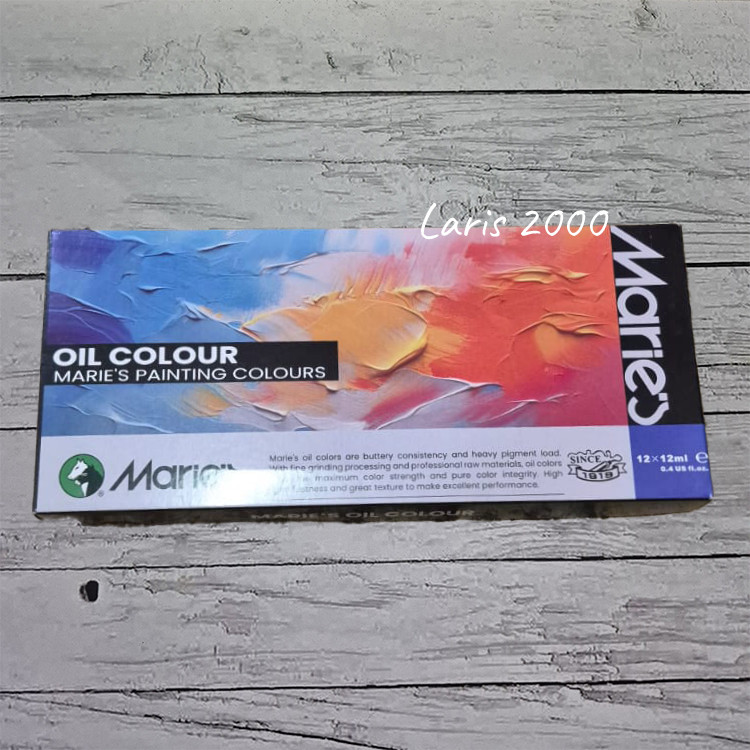 Laris 2000
Marie's
OIL COLOUR
MARIE'S PAINTING COLOURS
Marie's
Marie's oil colors are buttery consistency and heavy pigment load.
With fine grinding processing and professional raw materials, oil colors
maximum color strength and pure color integrity. High
fastness and great texture to make excellent performance.
SINCE
1919
12×12ml e
0.4 US fl.oz.
MARIE'S OIL COLOUR